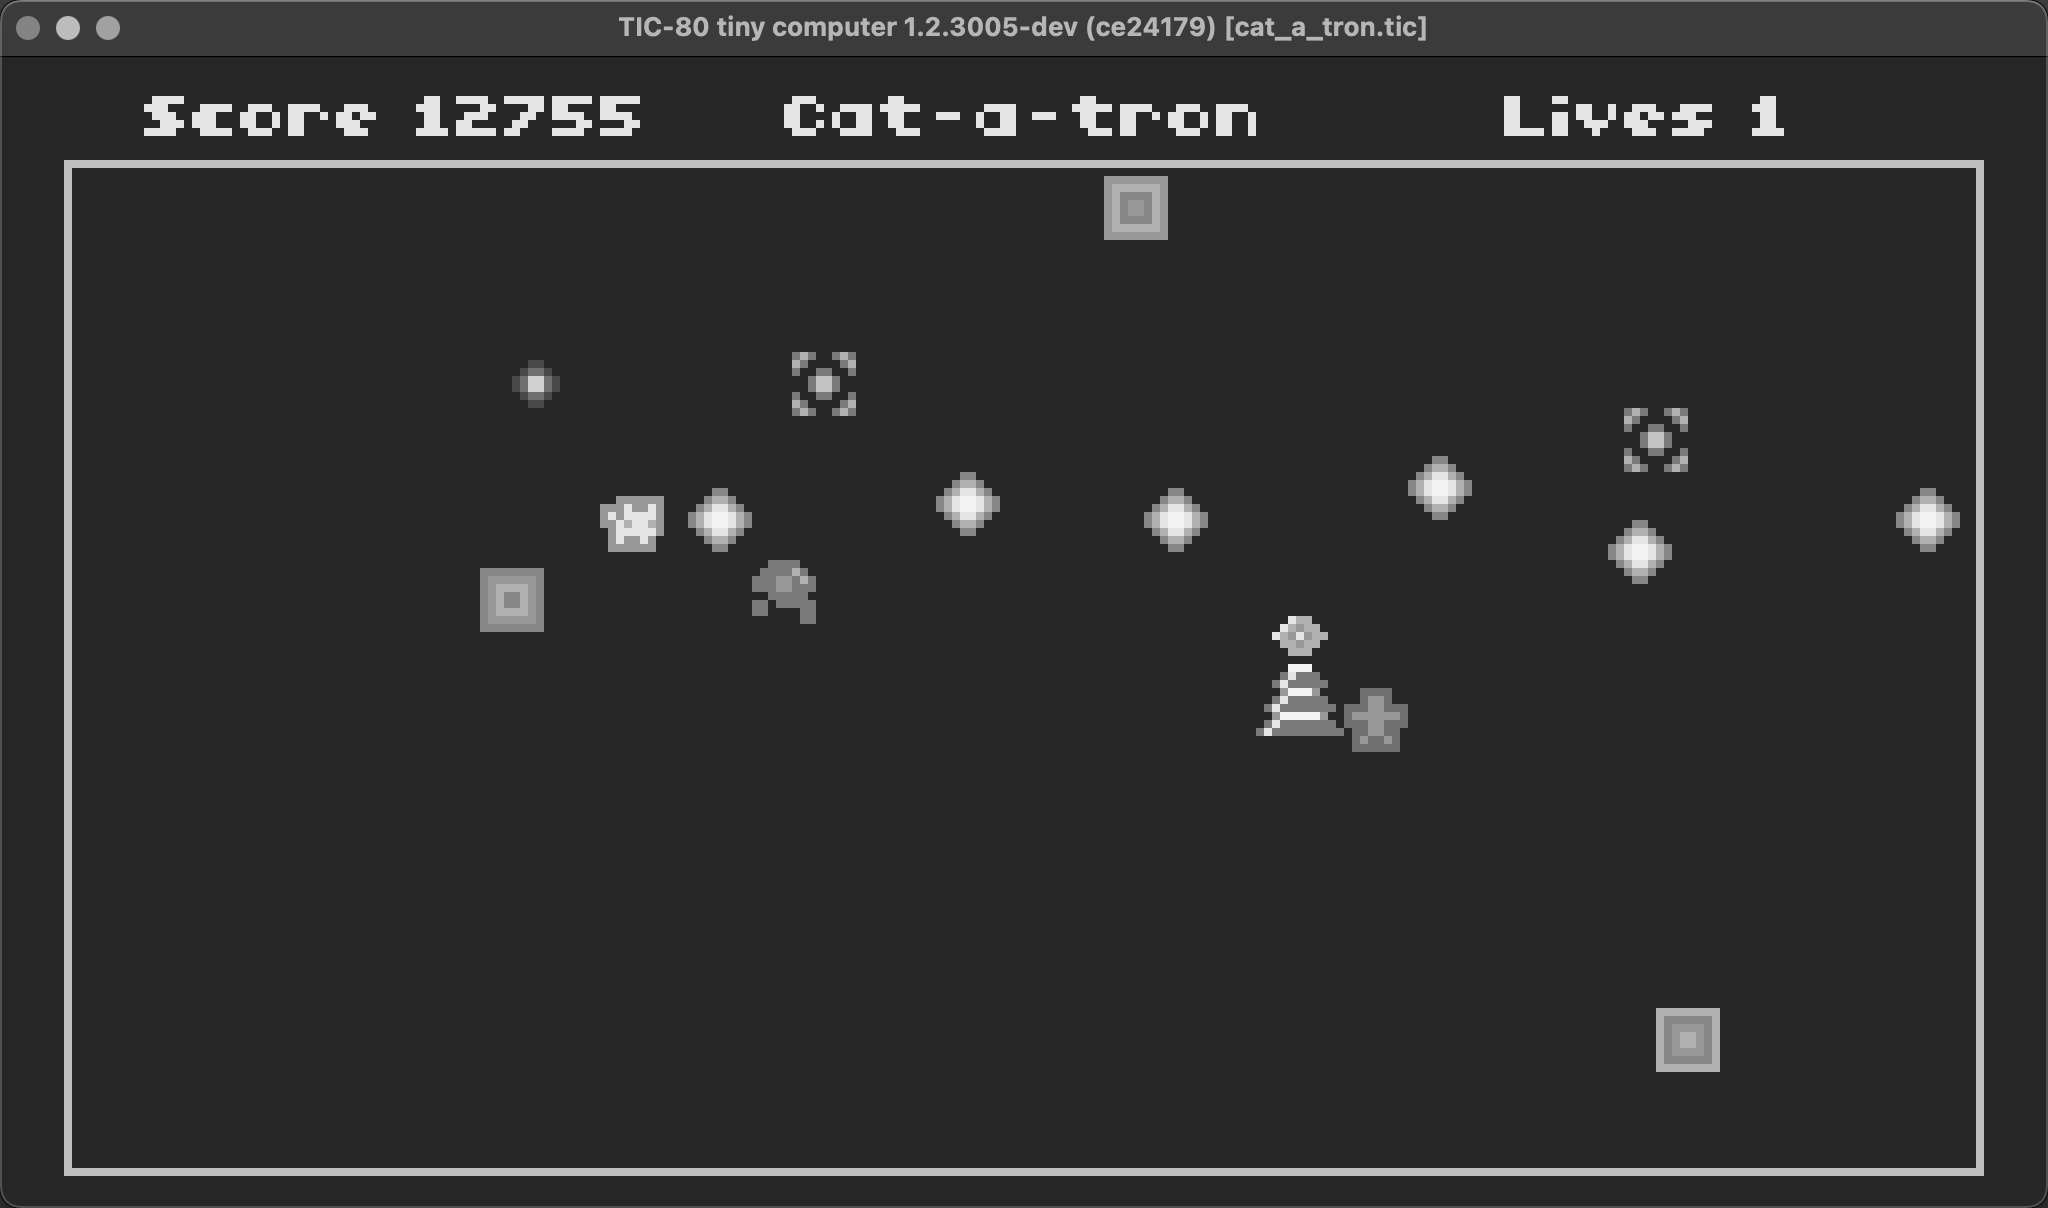 TIC-80 tiny computer 1.2.3005-dev (ce24179) [cat_a_tron.tic]
Score 12755 Cat-a-tron Lives 1